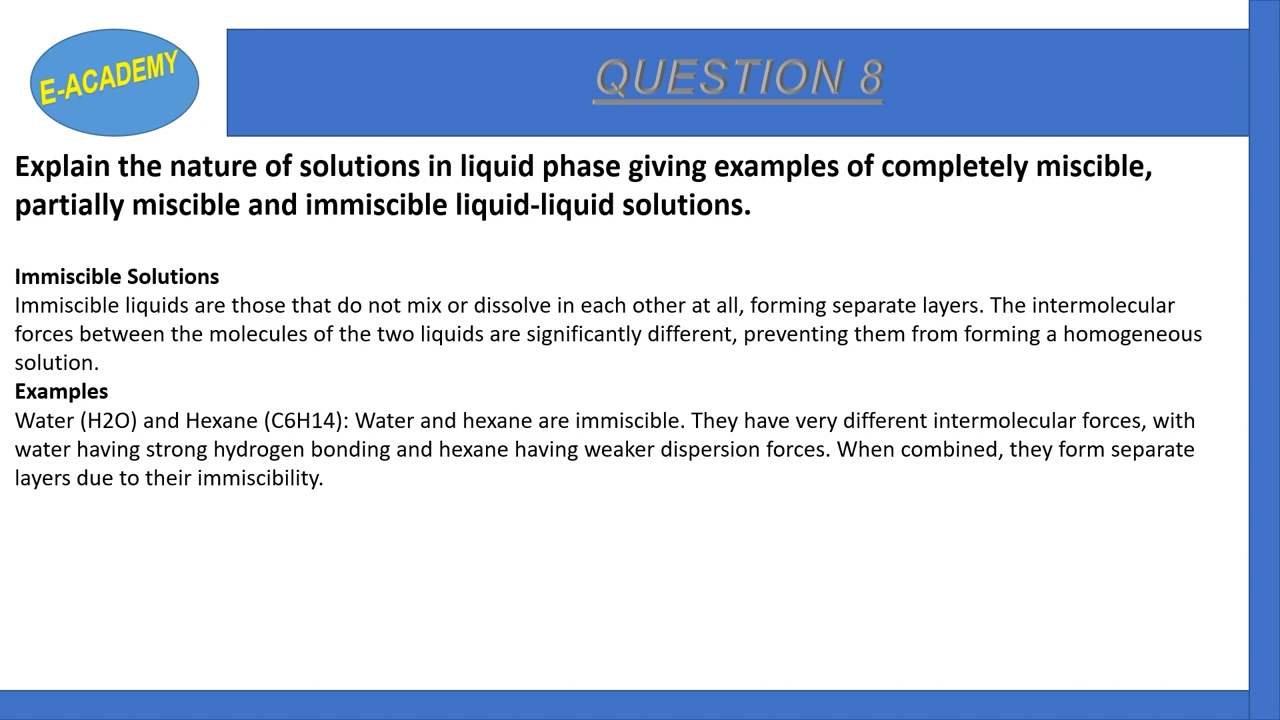 E-ACADEMY
QUESTION 8
Explain the nature of solutions in liquid phase giving examples of completely miscible,
partially miscible and immiscible liquid-liquid solutions.
Immiscible Solutions
Immiscible liquids are those that do not mix or dissolve in each other at all, forming separate layers. The intermolecular
forces between the molecules of the two liquids are significantly different, preventing them from forming a homogeneous
solution.
Examples
Water (H2O) and Hexane (C6H14): Water and hexane are immiscible. They have very different intermolecular forces, with
water having strong hydrogen bonding and hexane having weaker dispersion forces. When combined, they form separate
layers due to their immiscibility.